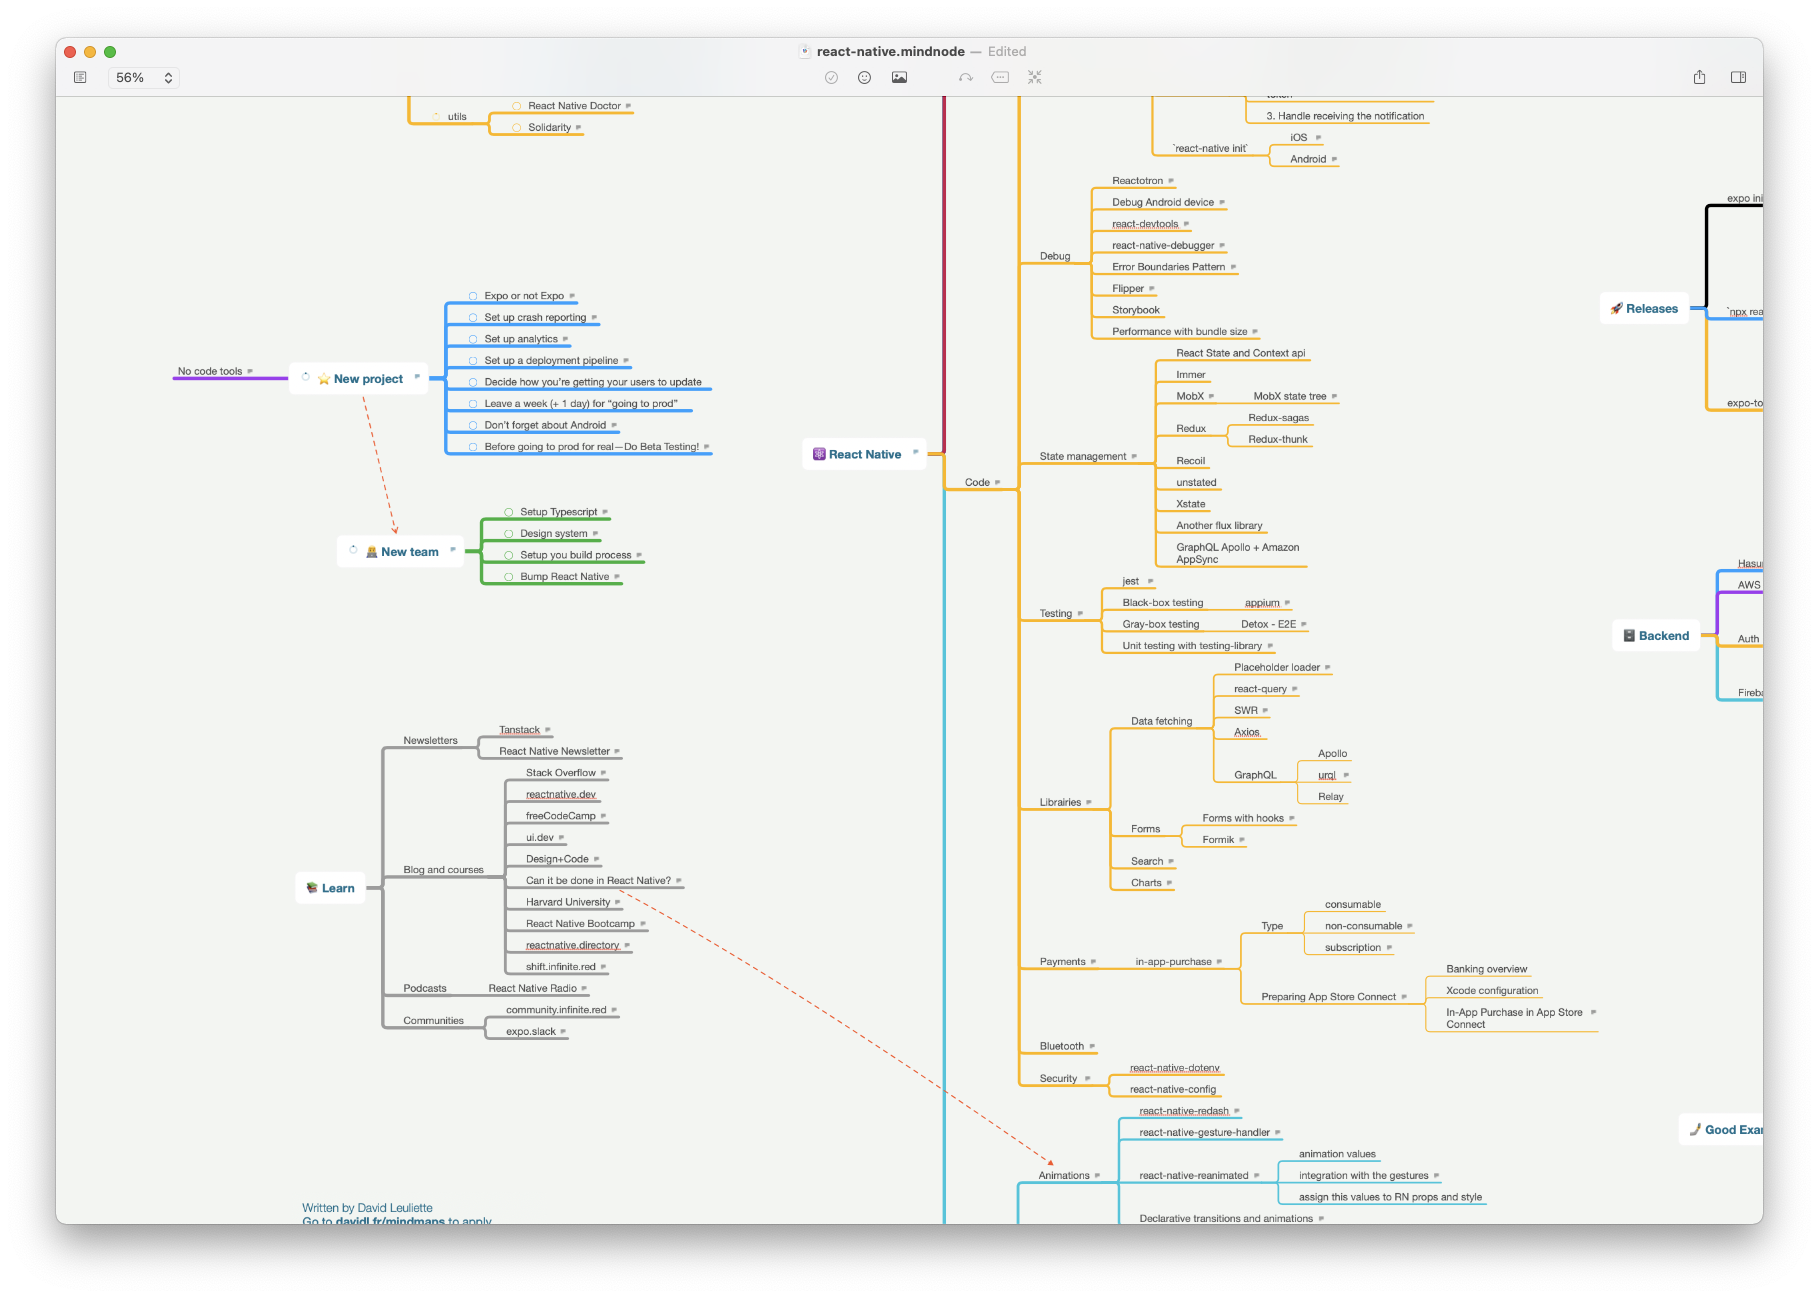 react-native.mindnode — Edited
56%
utils
React Native Doctor
Solidarity
No code tools
New project
Expo or not Expo
Set up crash reporting
Set up analytics
Set up a deployment pipeline
Decide how you're getting your users to update
Leave a week (+ 1 day) for “going to prod”
Don't forget about Android
Before going to prod for real—Do Beta Testing!
New team
Setup Typescript
Design system
Setup you build process
Bump React Native
Learn
Newsletters
Tanstack
React Native Newsletter
Blog and courses
Stack Overflow
reactnative.dev
freeCodeCamp
ui.dev
Design+Code
Can it be done in React Native?
Harvard University
React Native Bootcamp
reactnative.directory
shift.infinite.red
Podcasts
React Native Radio
Communities
community.infinite.red
expo.slack
Written by David Leuliette
Go to davidl.fr/mindmaps to apply
React Native
Code
token
3. Handle receiving the notification
`react-native init`
iOS
Android
Debug
Reactotron
Debug Android device
react-devtools
react-native-debugger
Error Boundaries Pattern
Flipper
Storybook
Performance with bundle size
State management
React State and Context api
Immer
MobX
MobX state tree
Redux
Redux-sagas
Redux-thunk
Recoil
unstated
Xstate
Another flux library
GraphQL Apollo + Amazon
AppSync
Testing
jest
Black-box testing
appium
Gray-box testing
Detox - E2E
Unit testing with testing-library
Librairies
Data fetching
Placeholder loader
react-query
SWR
Axios
GraphQL
Apollo
urql
Relay
Forms
Forms with hooks
Formik
Search
Charts
Payments
in-app-purchase
Type
consumable
non-consumable
subscription
Preparing App Store Connect
Banking overview
Xcode configuration
In-App Purchase in App Store
Connect
Bluetooth
Security
react-native-dotenv
react-native-config
Animations
react-native-redash
react-native-gesture-handler
react-native-reanimated
animation values
integration with the gestures
assign this values to RN props and style
Declarative transitions and animations
Releases
expo ini
`npx rea
expo-to
Backend
Hasu
AWS
Auth
Fireba
Good Exa